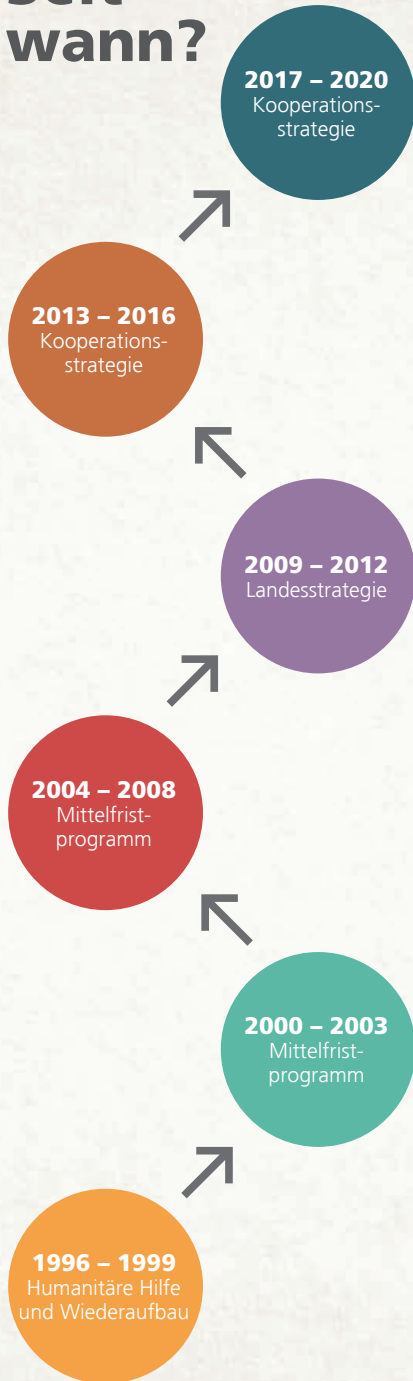 seit
wann?
2017 – 2020
Kooperations-
strategie
2013 – 2016
Kooperations-
strategie
2009 – 2012
Landesstrategie
2004 – 2008
Mittelfrist-
programm
2000 – 2003
Mittelfrist-
programm
1996 – 1999
Humanitäre Hilfe
und Wiederaufbau